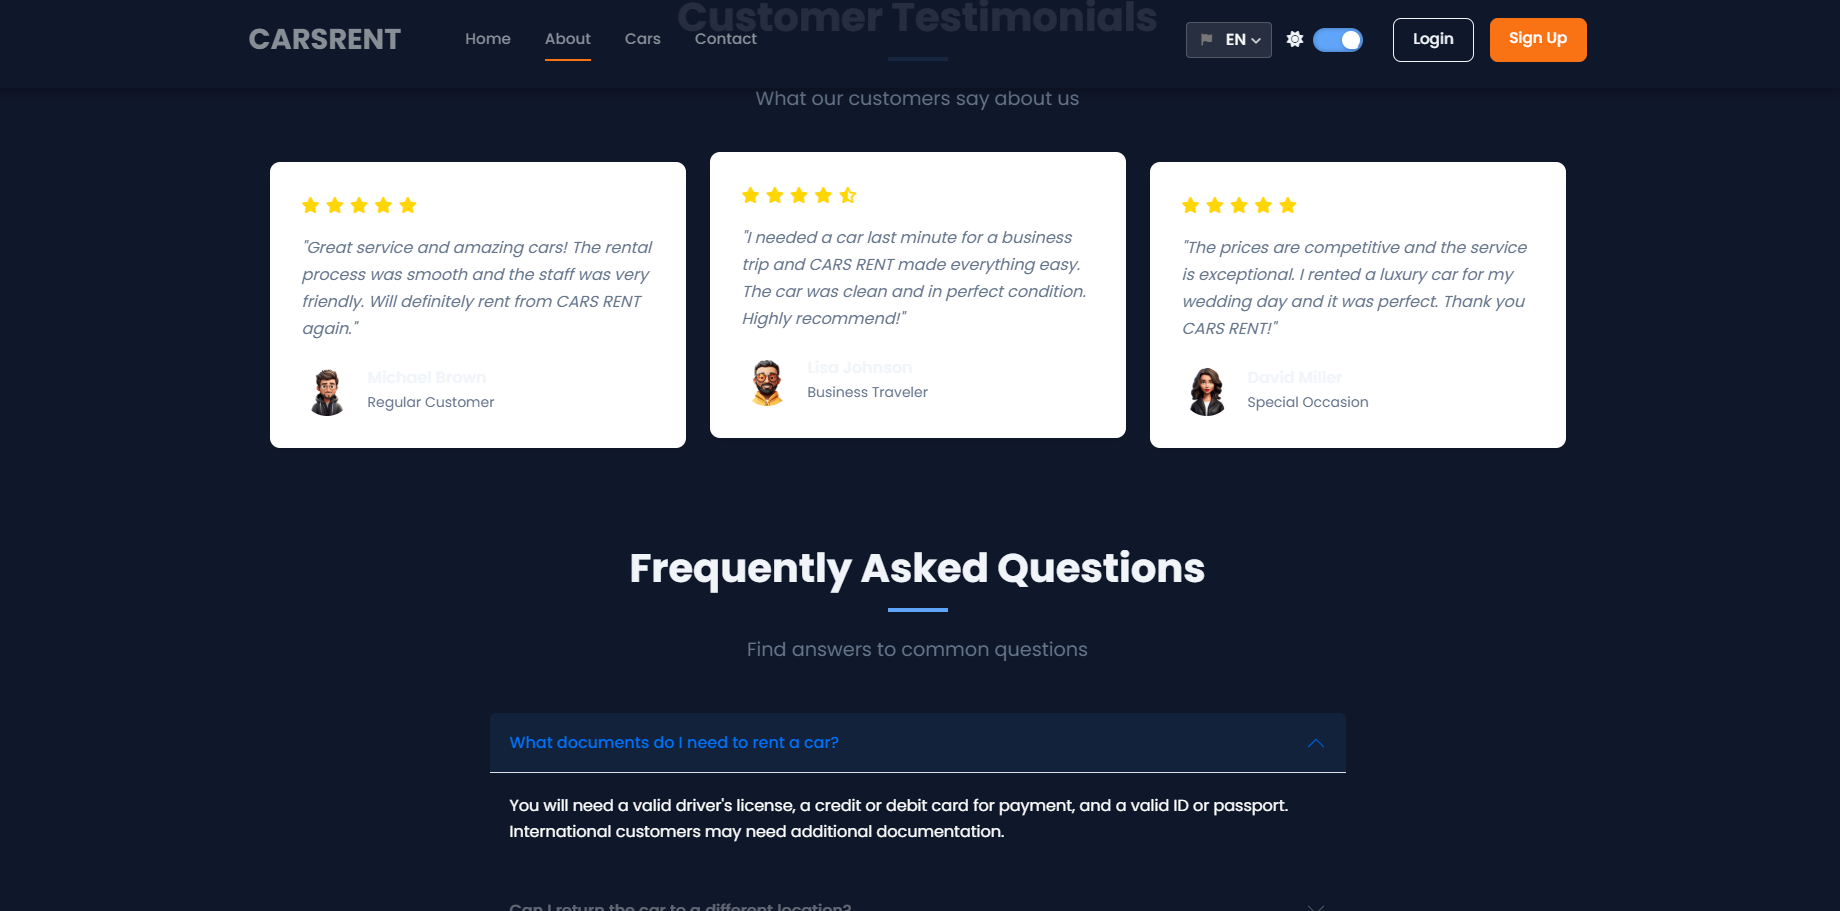 Customer Testimonials
CARSRENT
Home
About
Cars
Contact
EN
Login
Sign Up
What our customers say about us
"Great service and amazing cars! The rental
process was smooth and the staff was very
friendly. Will definitely rent from CARS RENT
again."
Michael Brown
Regular Customer
"I needed a car last minute for a business
trip and CARS RENT made everything easy.
The car was clean and in perfect condition.
Highly recommend!"
Lisa Johnson
Business Traveler
"The prices are competitive and the service
is exceptional. I rented a luxury car for my
wedding day and it was perfect. Thank you
CARS RENT!"
David Miller
Special Occasion
Frequently Asked Questions
Find answers to common questions
What documents do I need to rent a car?
You will need a valid driver's license, a credit or debit card for payment, and a valid ID or passport.
International customers may need additional documentation.
Can I return the car to a different location?